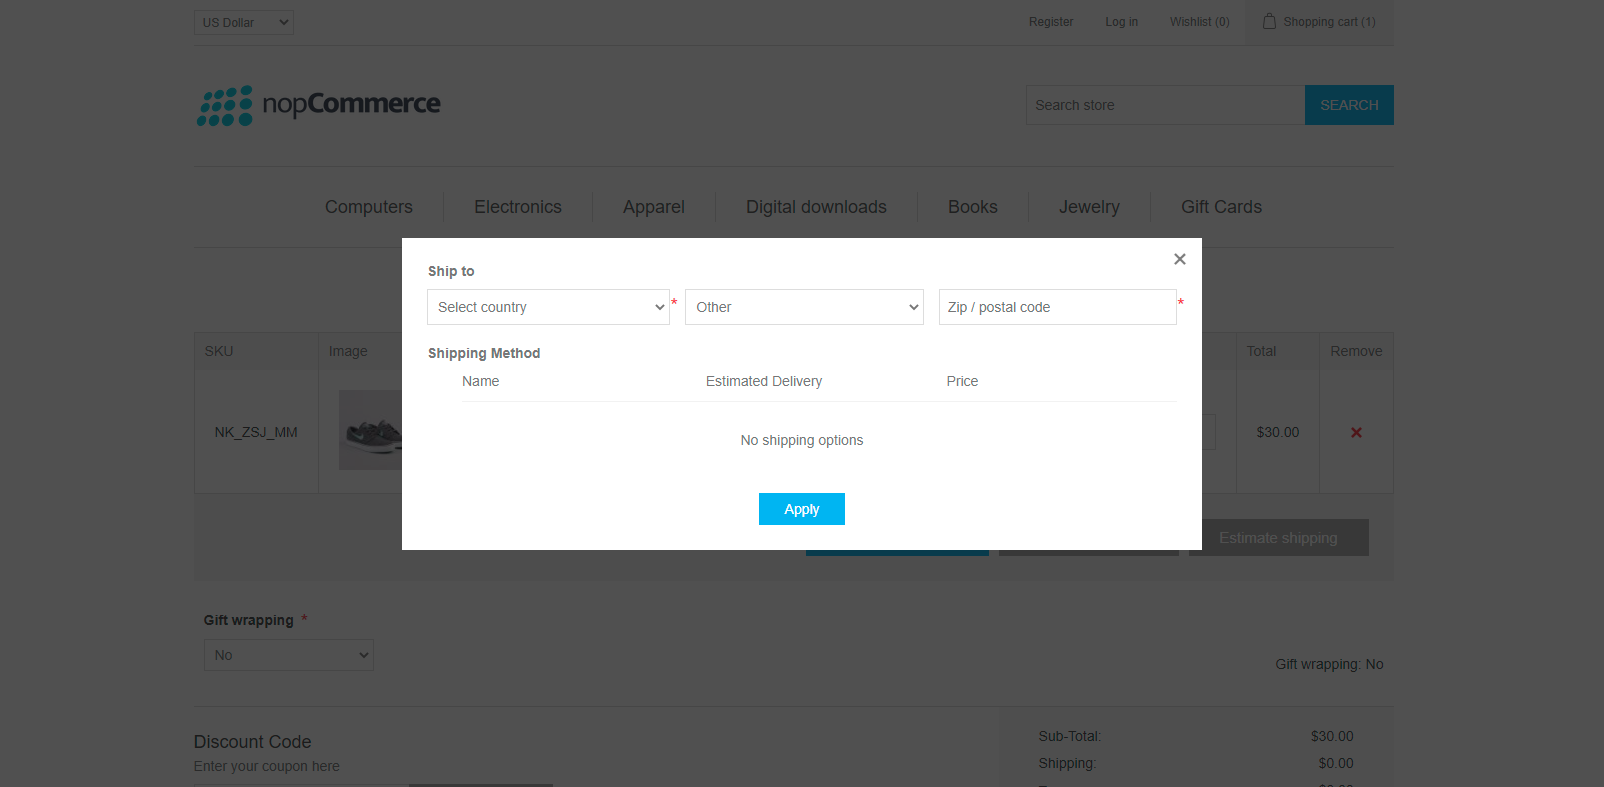 US Dollar
Register
Log in
Wishlist (0)
Shopping cart (1)
nopCommerce
Search store
SEARCH
Computers
Electronics
Apparel
Digital downloads
Books
Jewelry
Gift Cards
×
Ship to
Select country *
Other
Zip / postal code *
Shipping Method
Name
Estimated Delivery
Price
No shipping options
Apply
SKU
Image
Total
Remove
NK_ZSJ_MM
$30.00
Estimate shipping
Gift wrapping *
No
Gift wrapping: No
Discount Code
Enter your coupon here
Sub-Total: $30.00
Shipping: $0.00